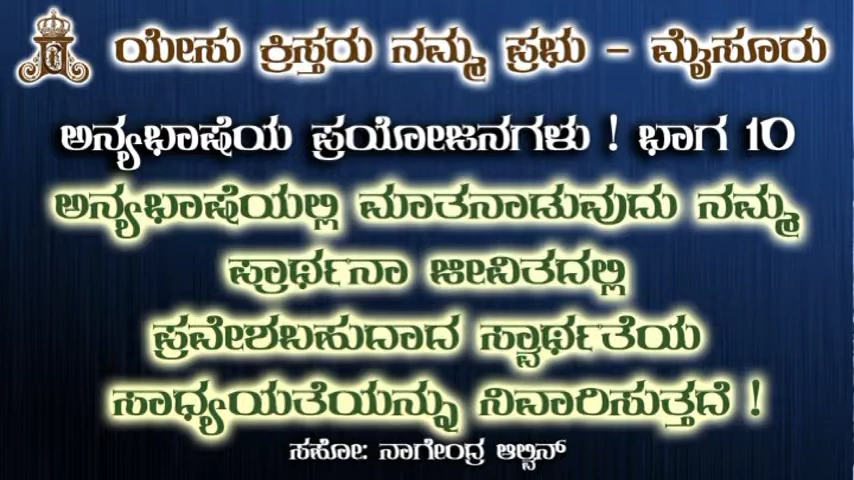 ಯೇಸು ಕ್ರಿಸ್ತರು ನಮ್ಮ ಪ್ರಭು - ಮೈಸೂರು
ಅನ್ಯಭಾಷೆಯ ಪ್ರಯೋಜನಗಳು ! ಭಾಗ 10
ಅನ್ಯಭಾಷೆಯಲ್ಲಿ ಮಾತನಾಡುವುದು ನಮ್ಮ
ಪ್ರಾರ್ಥನಾ ಜೀವಿತದಲ್ಲಿ
ಪ್ರವೇಶಬಹುದಾದ ಸ್ವಾರ್ಥತೆಯ
ಸಾಧ್ಯಯತೆಯನ್ನು ನಿವಾರಿಸುತ್ತದೆ !
ಸಹೋ: ನಾಗೇಂದ್ರ ಆಲ್ಬಿನ್